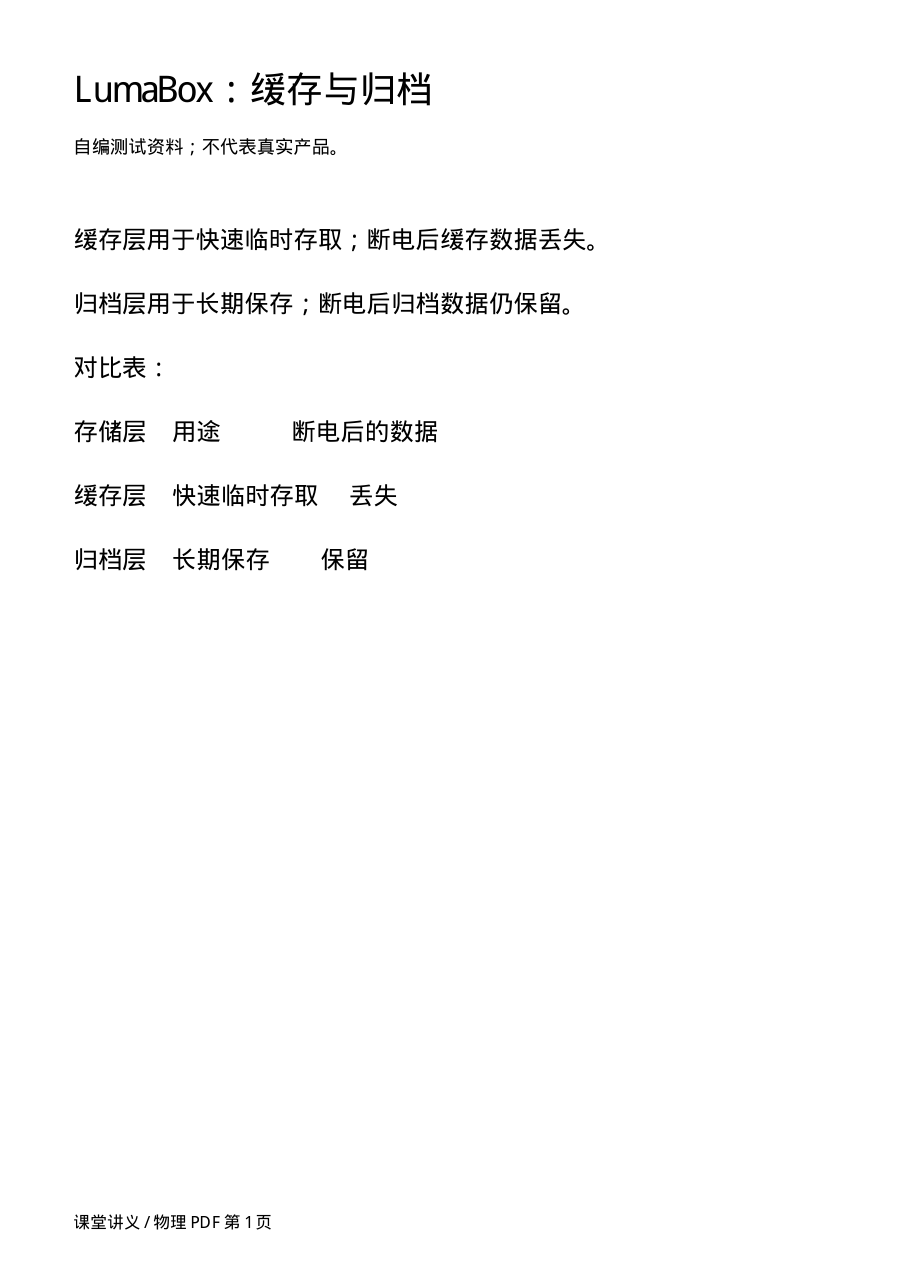 LumaBox：缓存与归档
自编测试资料；不代表真实产品。
缓存层用于快速临时存取；断电后缓存数据丢失。
归档层用于长期保存；断电后归档数据仍保留。
对比表：
存储层 用途 断电后的数据
缓存层 快速临时存取 丢失
归档层 长期保存 保留
课堂讲义 / 物理 PDF 第 1 页